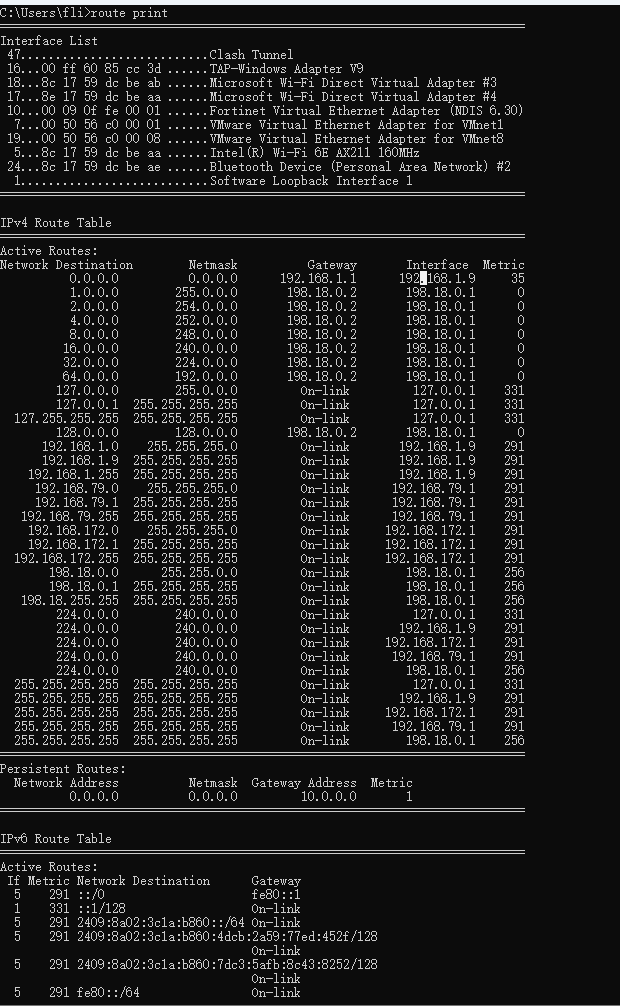 C:\Users\fli>route print
Interface List
47...........................Clash Tunnel
16...00 ff 60 85 cc 3d ......TAP-Windows Adapter V9
18...8c 17 59 dc be ab ......Microsoft Wi-Fi Direct Virtual Adapter #3
17...8e 17 59 dc be aa ......Microsoft Wi-Fi Direct Virtual Adapter #4
10...00 09 0f fe 00 01 ......Fortinet Virtual Ethernet Adapter (NDIS 6.30)
7...00 50 56 c0 00 01 ......VMware Virtual Ethernet Adapter for VMnet1
19...00 50 56 c0 00 08 ......VMware Virtual Ethernet Adapter for VMnet8
5...8c 17 59 dc be aa ......Intel(R) Wi-Fi 6E AX211 160MHz
24...8c 17 59 dc be ae ......Bluetooth Device (Personal Area Network) #2
1...........................Software Loopback Interface 1
IPv4 Route Table
Active Routes:
Network Destination Netmask Gateway Interface Metric
0.0.0.0 0.0.0.0 192.168.1.1 192.168.1.9 35
1.0.0.0 255.0.0.0 198.18.0.2 198.18.0.1 0
2.0.0.0 254.0.0.0 198.18.0.2 198.18.0.1 0
4.0.0.0 252.0.0.0 198.18.0.2 198.18.0.1 0
8.0.0.0 248.0.0.0 198.18.0.2 198.18.0.1 0
16.0.0.0 240.0.0.0 198.18.0.2 198.18.0.1 0
32.0.0.0 224.0.0.0 198.18.0.2 198.18.0.1 0
64.0.0.0 192.0.0.0 198.18.0.2 198.18.0.1 0
127.0.0.0 255.0.0.0 On-link 127.0.0.1 331
127.0.0.1 255.255.255.255 On-link 127.0.0.1 331
127.255.255.255 255.255.255.255 On-link 127.0.0.1 331
128.0.0.0 128.0.0.0 198.18.0.2 198.18.0.1 0
192.168.1.0 255.255.255.0 On-link 192.168.1.9 291
192.168.1.9 255.255.255.255 On-link 192.168.1.9 291
192.168.1.255 255.255.255.255 On-link 192.168.1.9 291
192.168.79.0 255.255.255.0 On-link 192.168.79.1 291
192.168.79.1 255.255.255.255 On-link 192.168.79.1 291
192.168.79.255 255.255.255.255 On-link 192.168.79.1 291
192.168.172.0 255.255.255.0 On-link 192.168.172.1 291
192.168.172.1 255.255.255.255 On-link 192.168.172.1 291
192.168.172.255 255.255.255.255 On-link 192.168.172.1 291
198.18.0.0 255.255.0.0 On-link 198.18.0.1 256
198.18.0.1 255.255.255.255 On-link 198.18.0.1 256
198.18.255.255 255.255.255.255 On-link 198.18.0.1 256
224.0.0.0 240.0.0.0 On-link 127.0.0.1 331
224.0.0.0 240.0.0.0 On-link 192.168.1.9 291
224.0.0.0 240.0.0.0 On-link 192.168.172.1 291
224.0.0.0 240.0.0.0 On-link 192.168.79.1 291
224.0.0.0 240.0.0.0 On-link 198.18.0.1 256
255.255.255.255 255.255.255.255 On-link 127.0.0.1 331
255.255.255.255 255.255.255.255 On-link 192.168.1.9 291
255.255.255.255 255.255.255.255 On-link 192.168.172.1 291
255.255.255.255 255.255.255.255 On-link 192.168.79.1 291
255.255.255.255 255.255.255.255 On-link 198.18.0.1 256
Persistent Routes:
Network Address Netmask Gateway Address Metric
0.0.0.0 0.0.0.0 10.0.0.0 1
IPv6 Route Table
Active Routes:
If Metric Network Destination Gateway
5 291 ::/0 fe80::1
1 331 ::1/128 On-link
5 291 2409:8a02:3c1a:b860::/64 On-link
5 291 2409:8a02:3c1a:b860:4dcb:2a59:77ed:452f/128
On-link
5 291 2409:8a02:3c1a:b860:7dc3:5afb:8c43:8252/128
On-link
5 291 fe80::/64 On-link